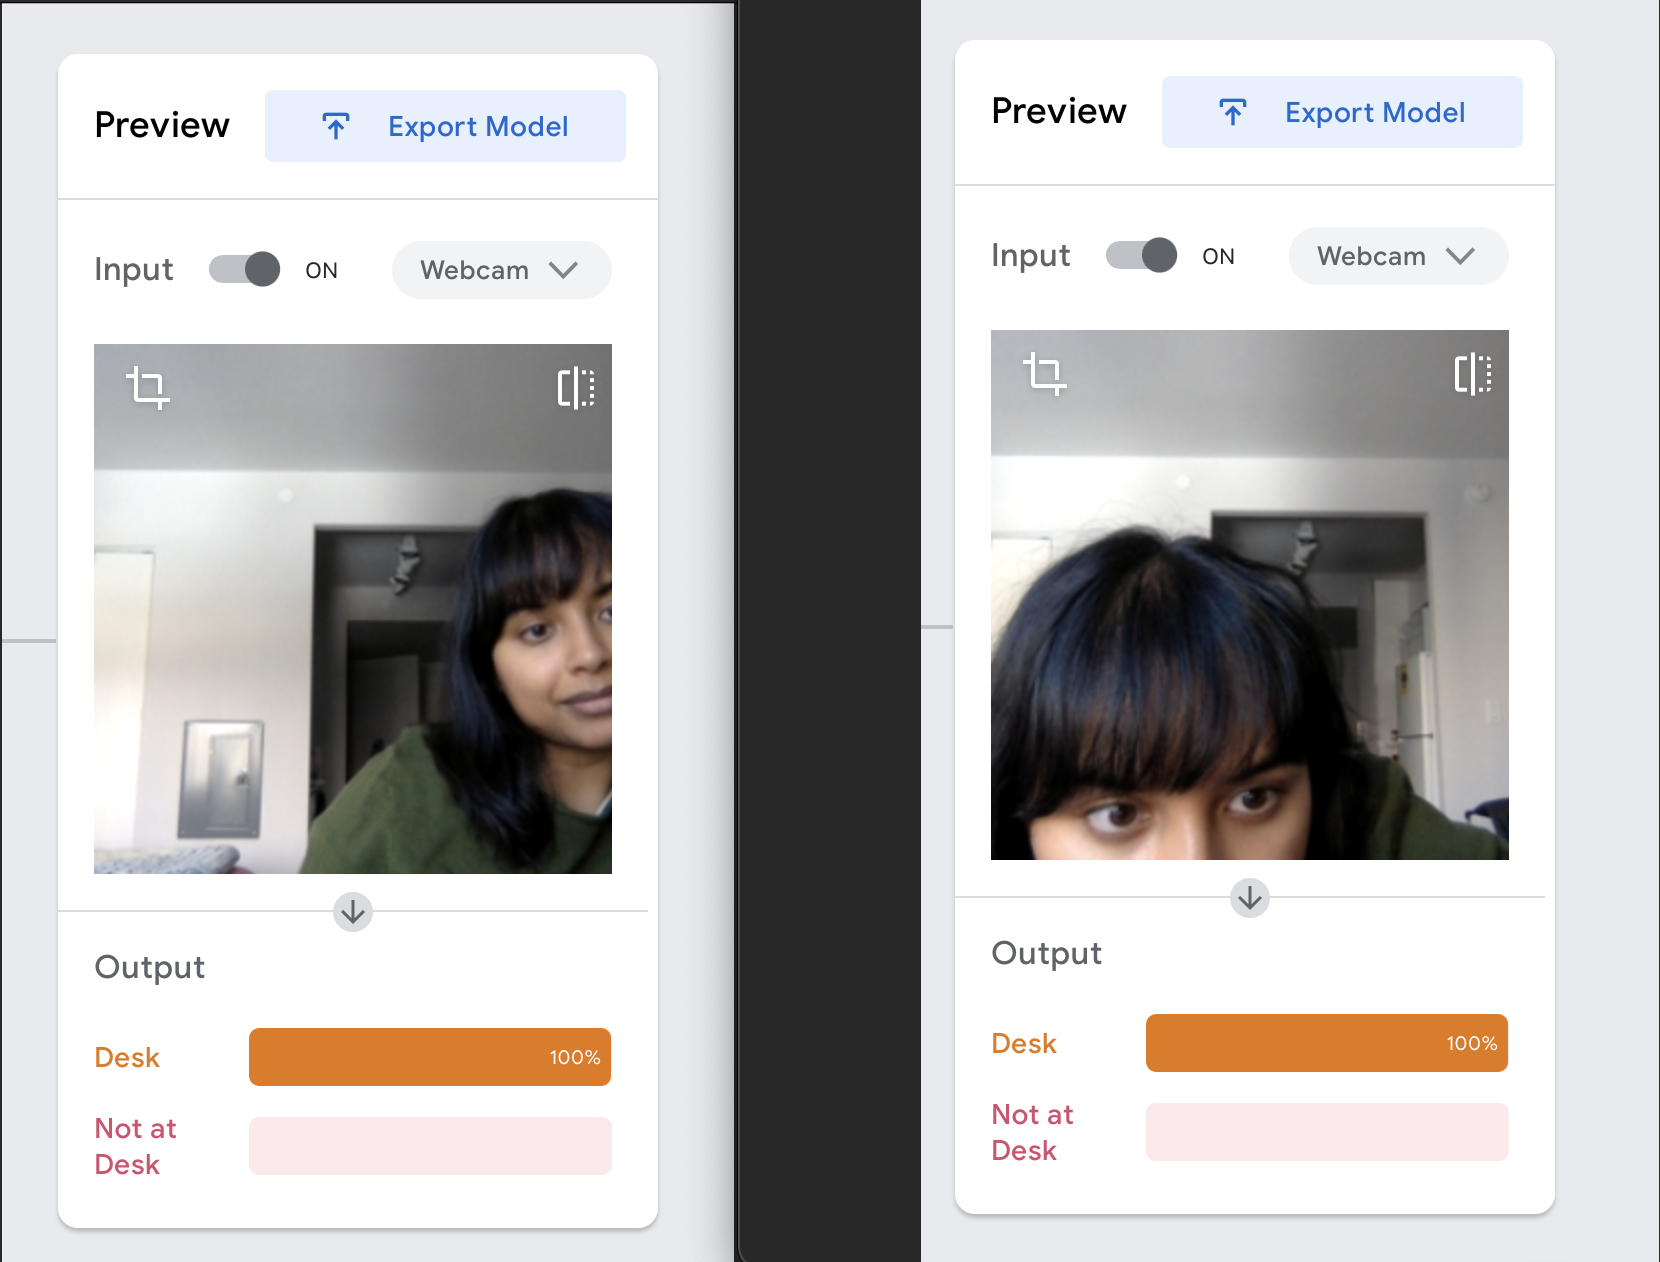 Preview
Export Model
Input
ON
Webcam
Output
Desk
100%
Not at
Desk
Preview
Export Model
Input
ON
Webcam
Output
Desk
100%
Not at
Desk